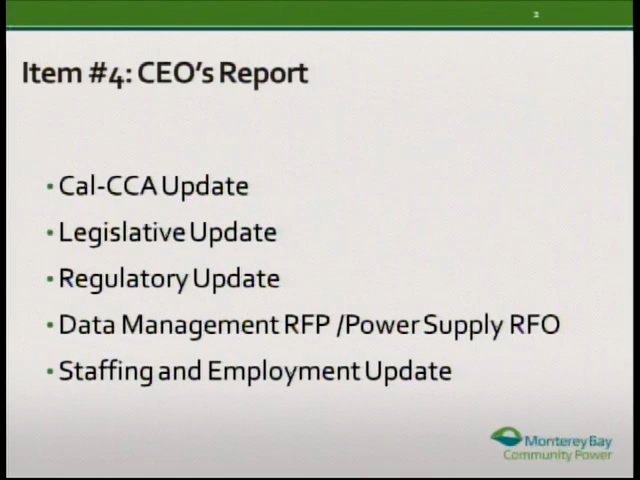 Item #4: CEO's Report
• Cal-CCA Update
• Legislative Update
• Regulatory Update
• Data Management RFP /Power Supply RFO
• Staffing and Employment Update
Monterey Bay
Community Power